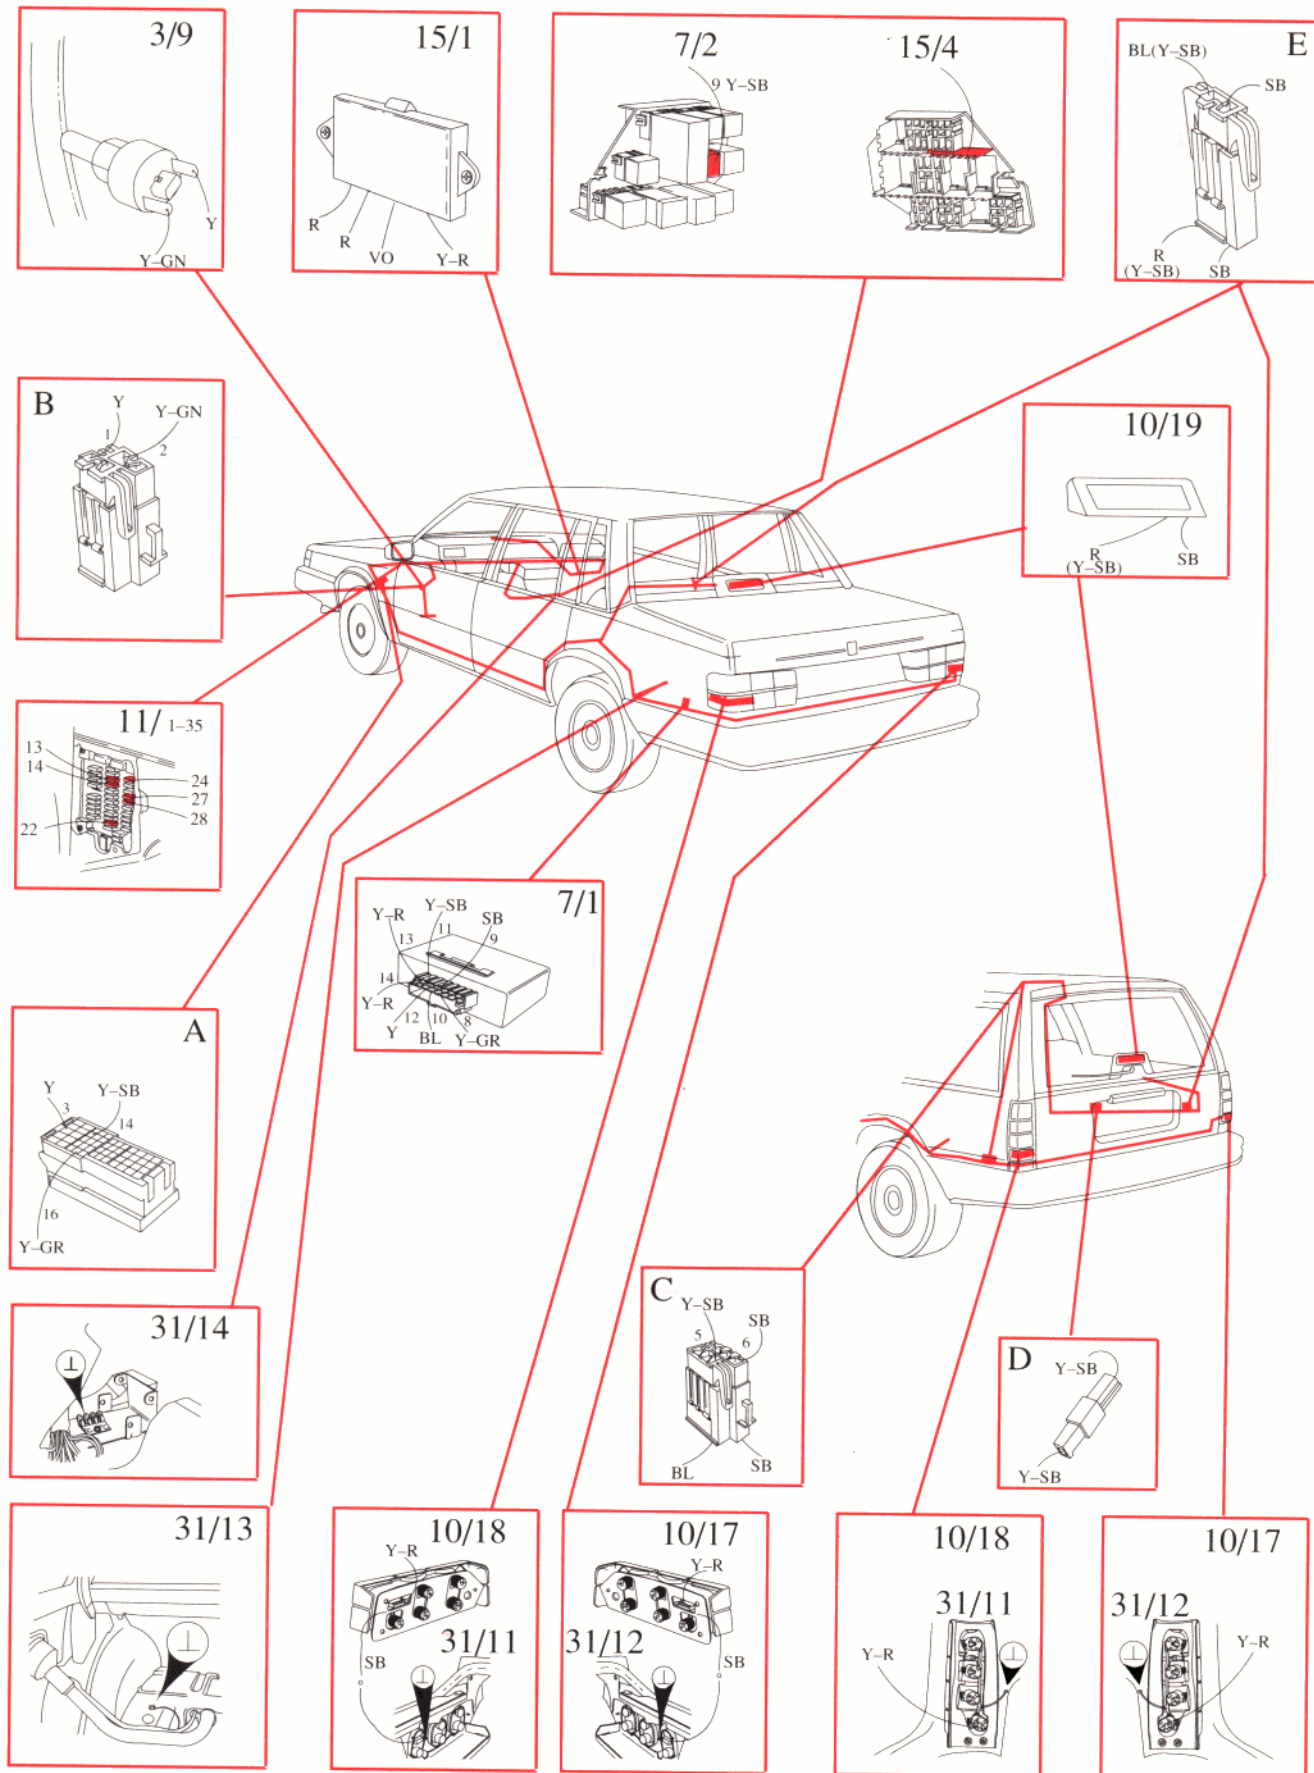 3/9
Y
Y–GN
15/1
R
R
VO
Y–R
7/2
9 Y–SB
15/4
E
BL(Y–SB)
SB
R
(Y–SB)
SB
B
Y
Y–GN
1
2
10/19
R
(Y–SB)
SB
11/ 1–35
13
14
24
27
28
22
7/1
Y–R
Y–SB
SB
13
11
9
14
Y–R
12
10
8
Y
BL
Y–GR
A
Y
Y–SB
3
14
16
Y–GR
31/14
C
Y–SB
SB
5
6
BL
SB
D
Y–SB
Y–SB
31/13
10/18
Y–R
31/11
SB
10/17
Y–R
31/12
SB
10/18
31/11
Y–R
10/17
31/12
Y–R